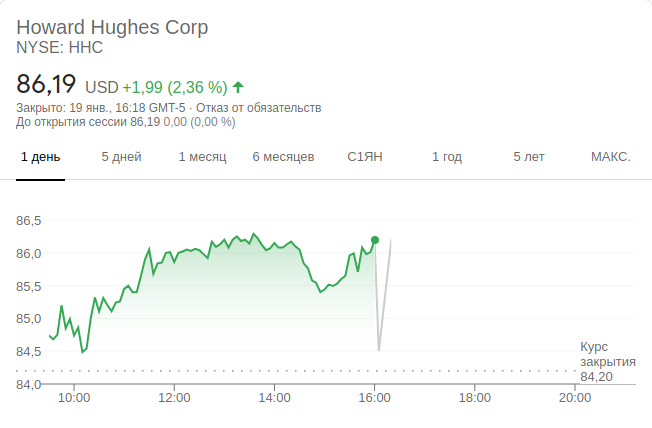 Howard Hughes Corp
NYSE: HHC
86,19 USD +1,99 (2,36 %)
Закрыто: 19 янв., 16:18 GMT-5 · Отказ от обязательств
До открытия сессии 86,19 0,00 (0,00 %)
1 день 5 дней 1 месяц 6 месяцев С1ЯН 1 год 5 лет МАКС.
86,5
86,0
85,5
85,0
84,5
84,0
Курс
закрытия
84,20
10:00 12:00 14:00 16:00 18:00 20:00